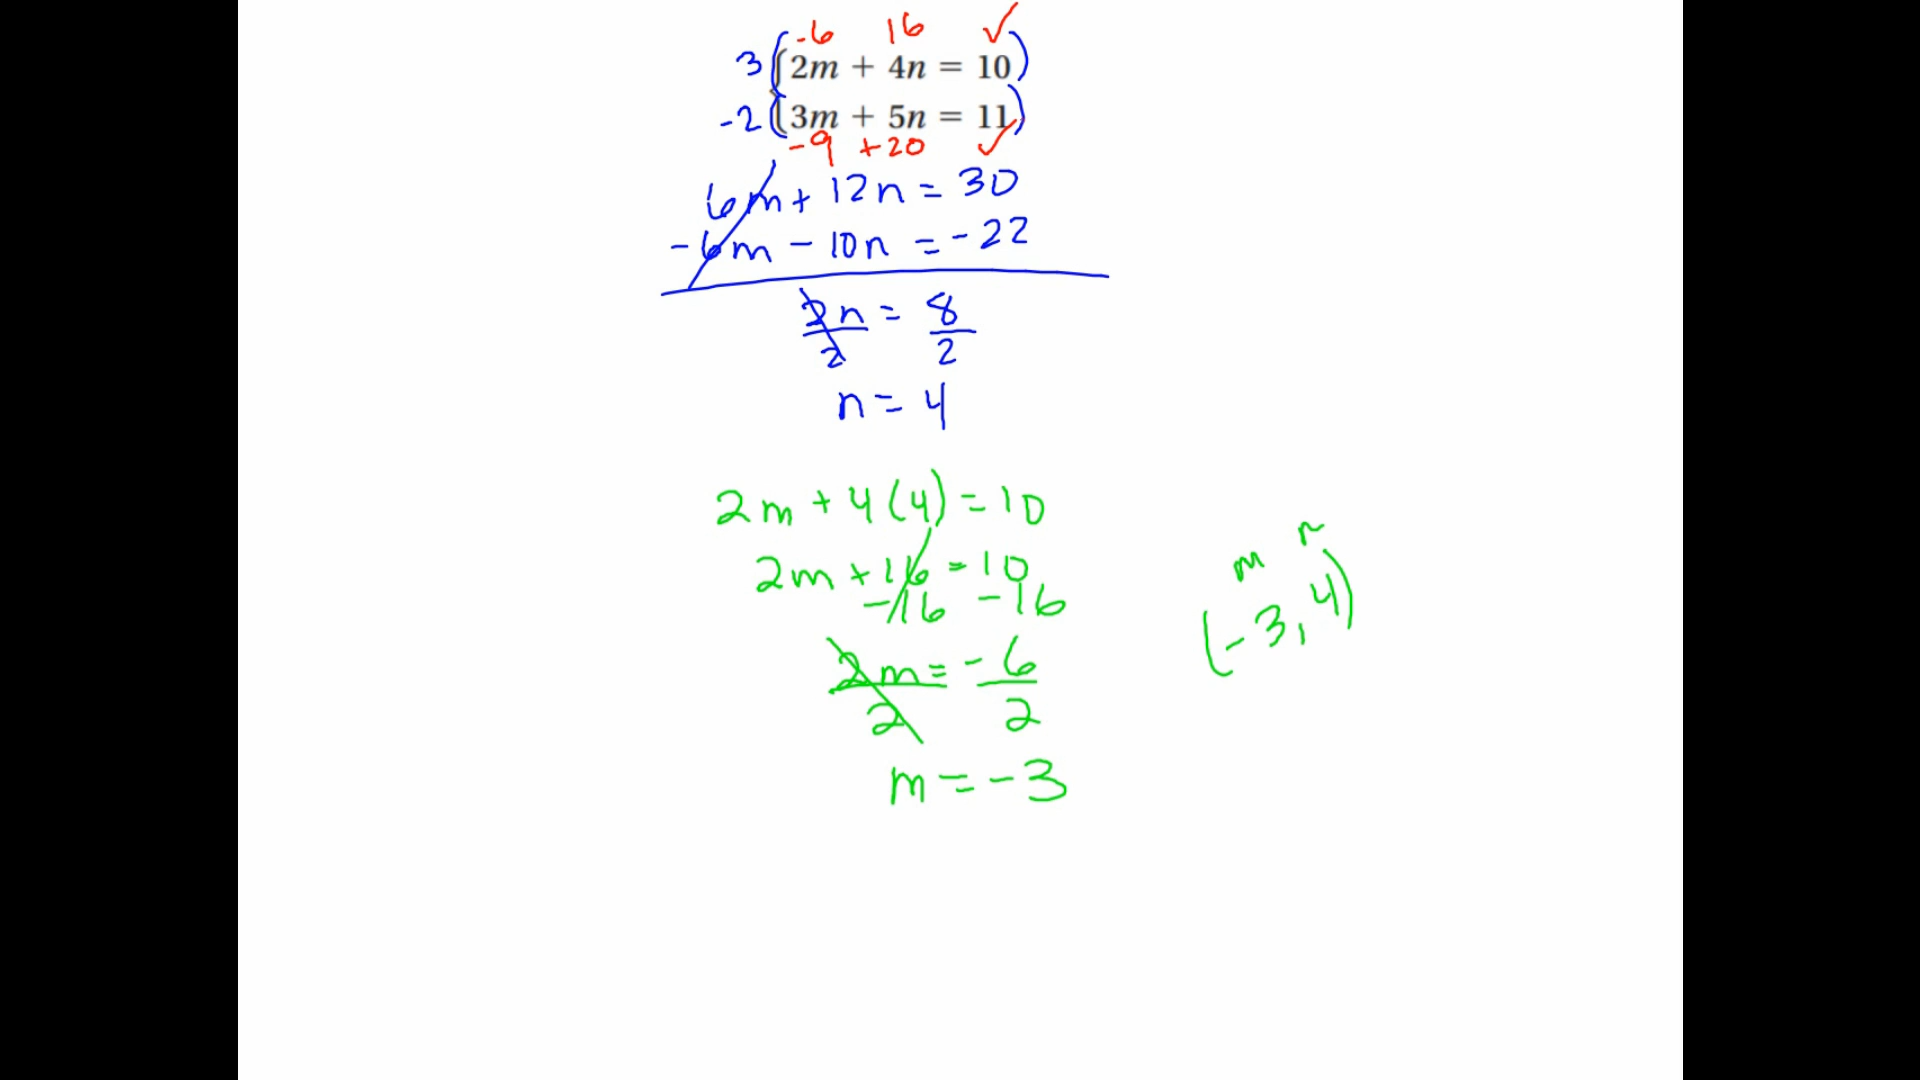 -6 16 ✓
3(2m + 4n = 10)
-2(3m + 5n = 11)
-9 +20 ✓
6m + 12n = 30
-6m - 10n = -22
2n = 8
2 2
n = 4
2m + 4(4) = 10
2m + 16 = 10
-16 -16
2m = -6
2 2
m = -3
m n
(-3, 4)